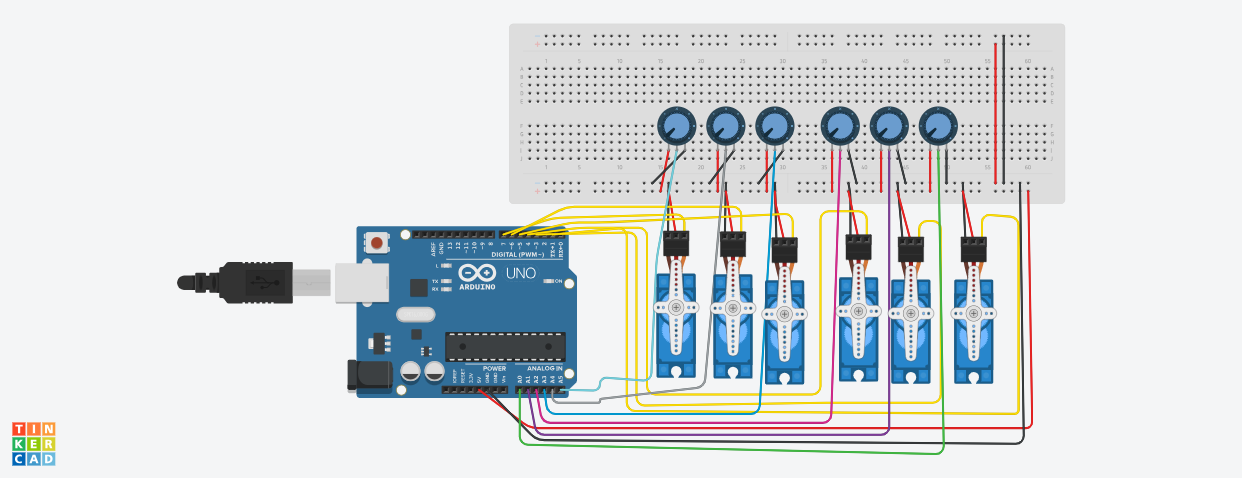 1 5 10 15 20 25 30 35 40 45 50 55 60
A A
B B
C C
D D
E E
F F
G G
H H
I I
J J
1 5 10 15 20 25 30 35 40 45 50 55 60
AREF
GND
13
12
~11
~10
~9
8
7
~6
~5
4
~3
2
TX→1
RX←0
DIGITAL (PWM~)
L
TX
RX
UNO
ARDUINO
ON
POWER
ANALOG IN
IOREF
RESET
3.3V
5V
GND
GND
Vin
A0
A1
A2
A3
A4
A5
TIN
KER
CAD